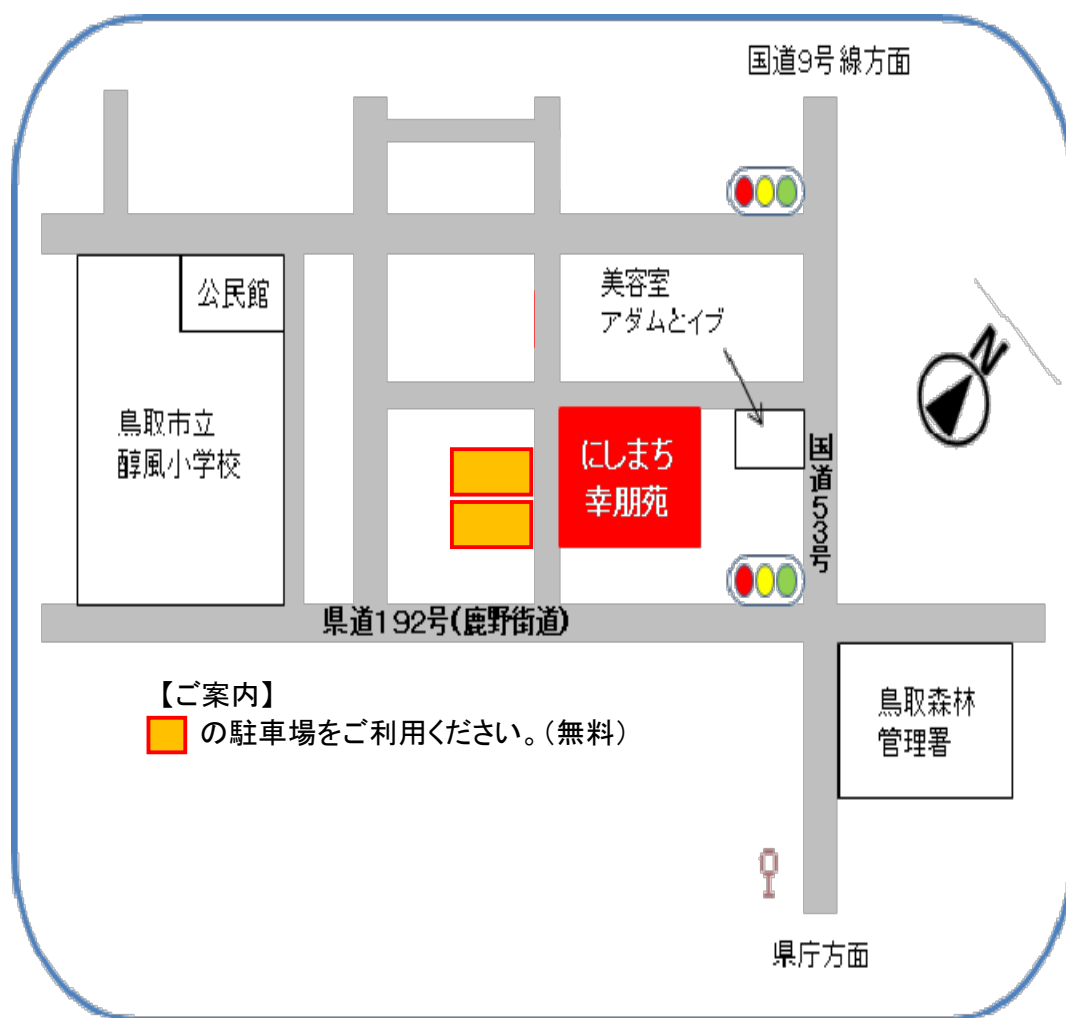 国道9号線方面
公民館
美容室
アダムとイブ
N
鳥取市立
醇風小学校
にしまち
幸朋苑
国道53号
県道192号(鹿野街道)
【ご案内】
の駐車場をご利用ください。(無料)
鳥取森林
管理署
県庁方面